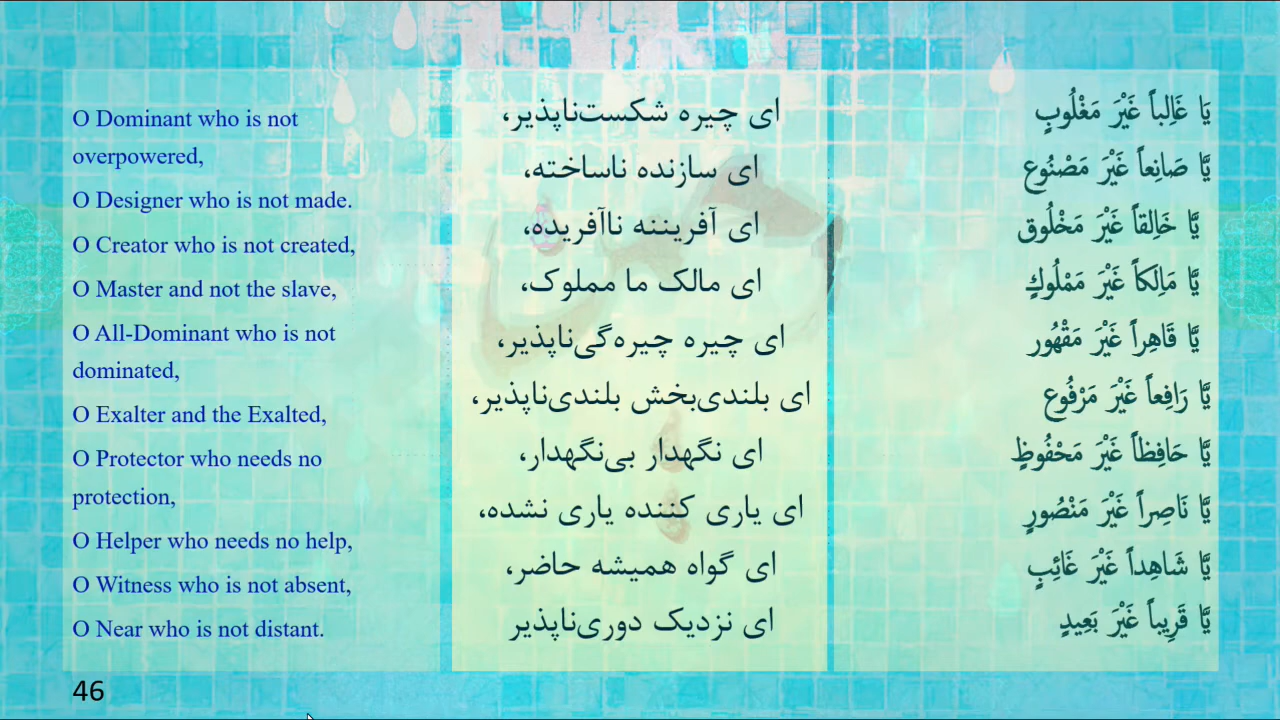 O Dominant who is not
overpowered,
O Designer who is not made.
O Creator who is not created,
O Master and not the slave,
O All-Dominant who is not
dominated,
O Exalter and the Exalted,
O Protector who needs no
protection,
O Helper who needs no help,
O Witness who is not absent,
O Near who is not distant.
ای چیره شکست‌ناپذیر،
ای سازنده ناساخته،
ای آفریننه ناآفریده،
ای مالک ما مملوک،
ای چیره چیره‌گی‌ناپذیر،
ای بلندی‌بخش بلندی‌ناپذیر،
ای نگهدار بی‌نگهدار،
ای یاری کننده یاری نشده،
ای گواه همیشه حاضر،
ای نزدیک دوری‌ناپذیر
يَا غَالِباً غَيْرَ مَغْلُوبٍ
يَّا صَانِعاً غَيْرَ مَصْنُوعٍ
يَّا خَالِقاً غَيْرَ مَخْلُوقٍ
يَّا مَالِكاً غَيْرَ مَمْلُوكٍ
يَّا قَاهِراً غَيْرَ مَقْهُورٍ
يَّا رَافِعاً غَيْرَ مَرْفُوعٍ
يَّا حَافِظاً غَيْرَ مَحْفُوظٍ
يَّا نَاصِراً غَيْرَ مَنْصُورٍ
يَّا شَاهِداً غَيْرَ غَائِبٍ
يَّا قَرِيباً غَيْرَ بَعِيدٍ
46